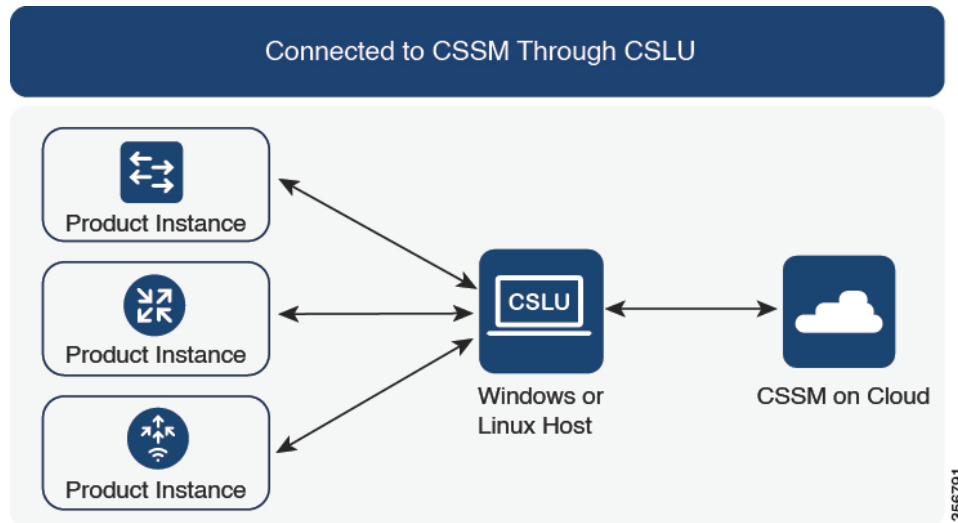 Connected to CSSM Through CSLU
Product Instance
Product Instance
Product Instance
CSLU
Windows or
Linux Host
CSSM on Cloud
356791